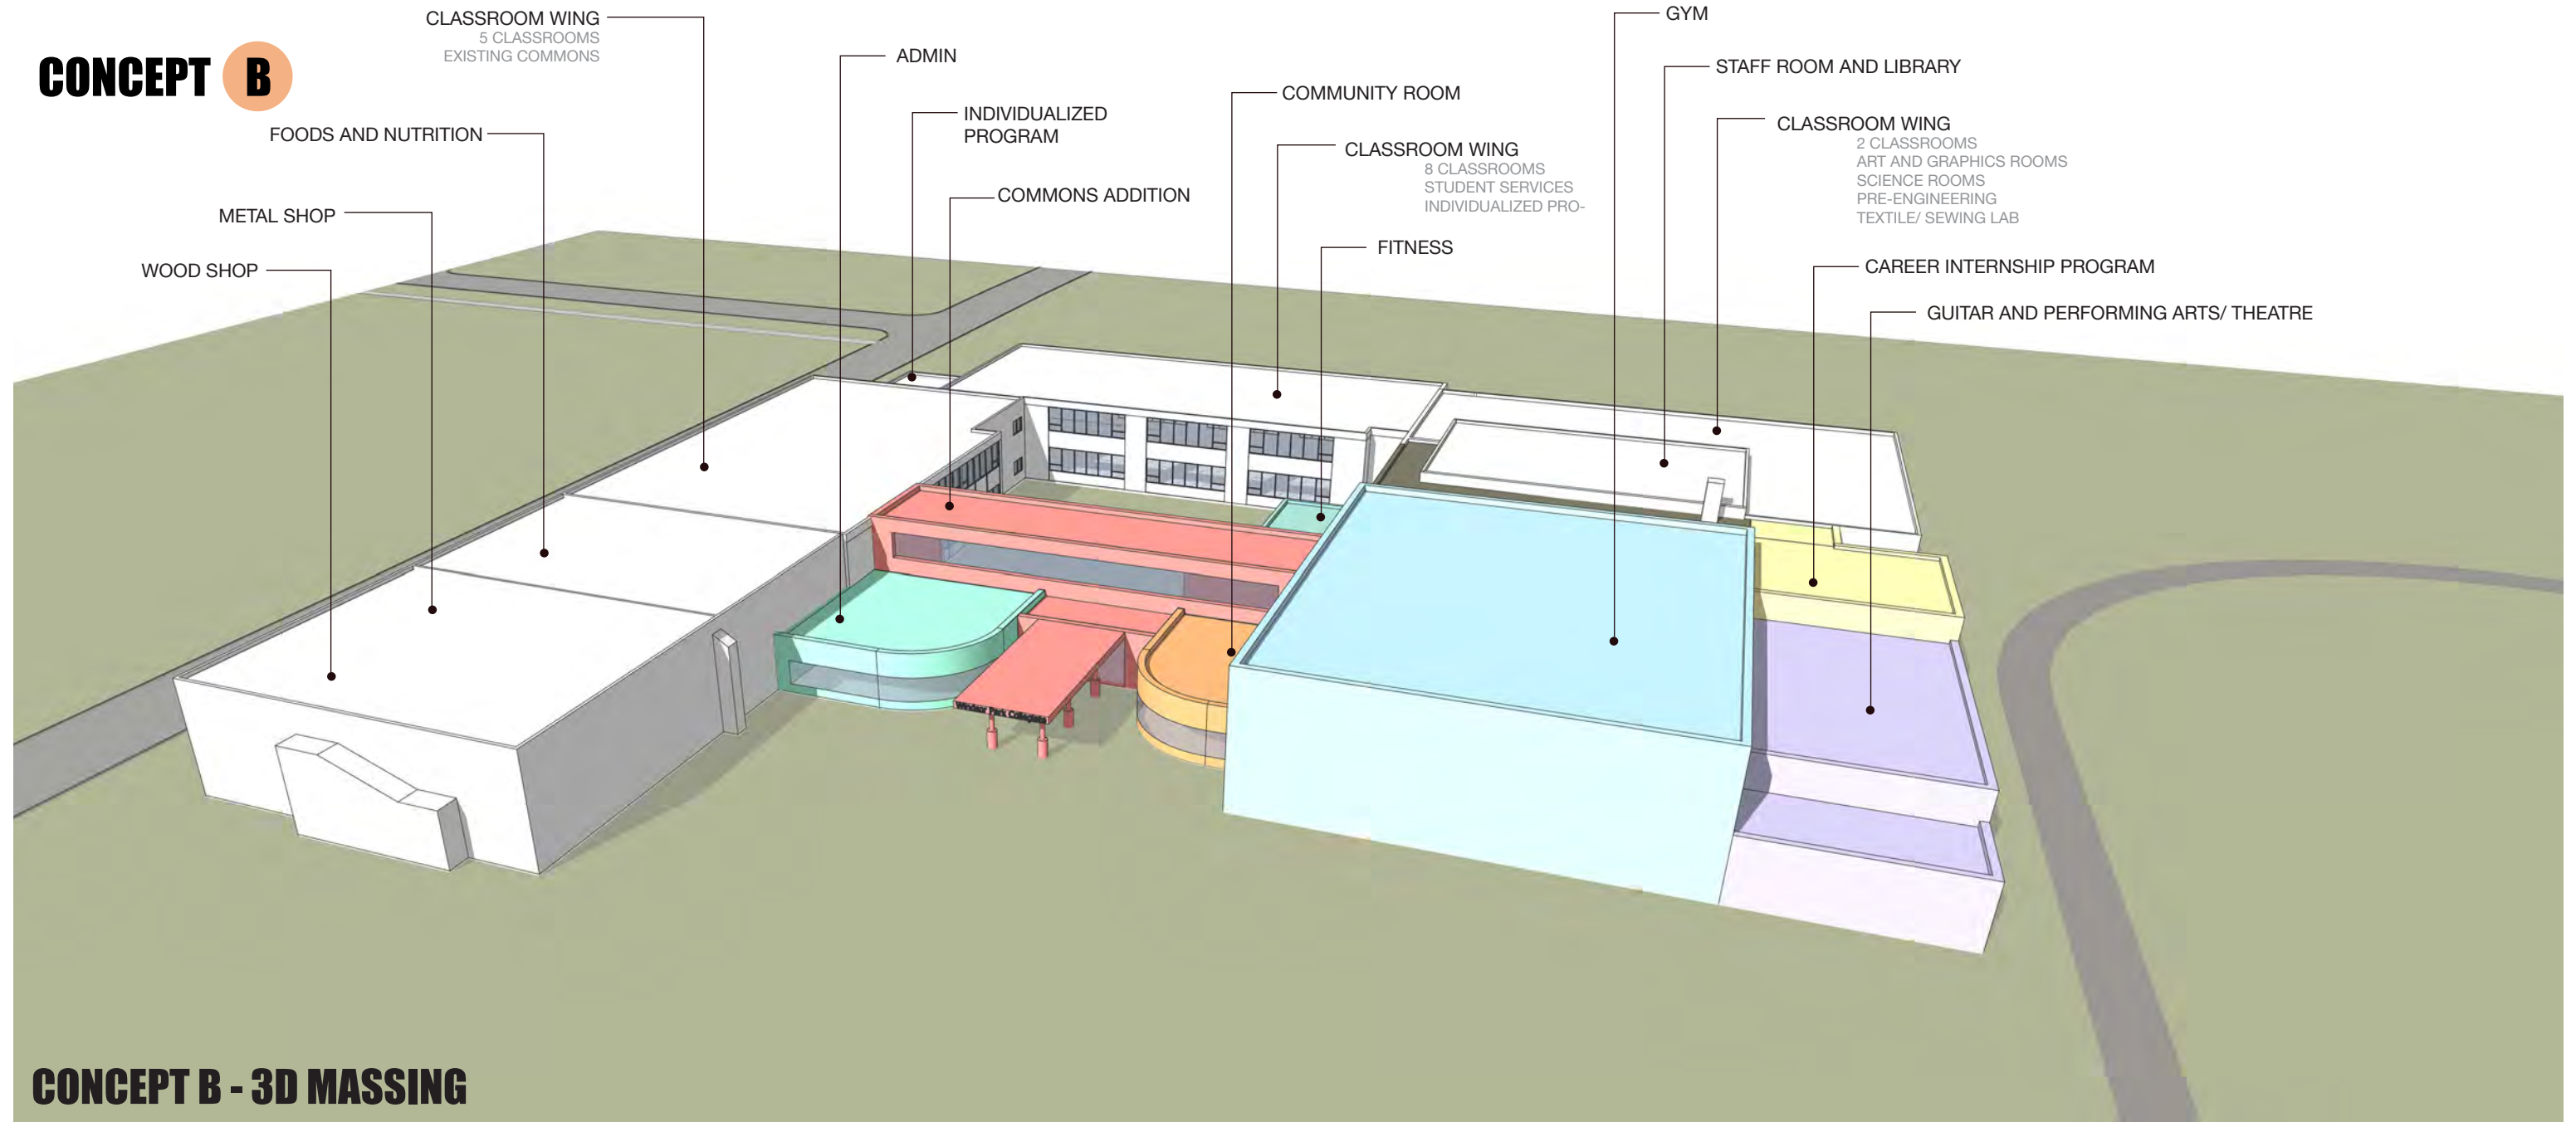 CONCEPT B
CLASSROOM WING
5 CLASSROOMS
EXISTING COMMONS
FOODS AND NUTRITION
METAL SHOP
WOOD SHOP
ADMIN
INDIVIDUALIZED
PROGRAM
COMMONS ADDITION
COMMUNITY ROOM
CLASSROOM WING
8 CLASSROOMS
STUDENT SERVICES
INDIVIDUALIZED PRO-
FITNESS
GYM
STAFF ROOM AND LIBRARY
CLASSROOM WING
2 CLASSROOMS
ART AND GRAPHICS ROOMS
SCIENCE ROOMS
PRE-ENGINEERING
TEXTILE/ SEWING LAB
CAREER INTERNSHIP PROGRAM
GUITAR AND PERFORMING ARTS/ THEATRE
Windsor Park Collegiate
CONCEPT B - 3D MASSING